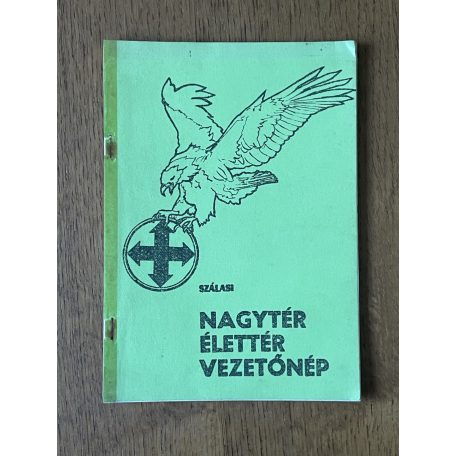 SZÁLASI
NAGYTÉR
ÉLETTÉR
VEZETŐNÉP